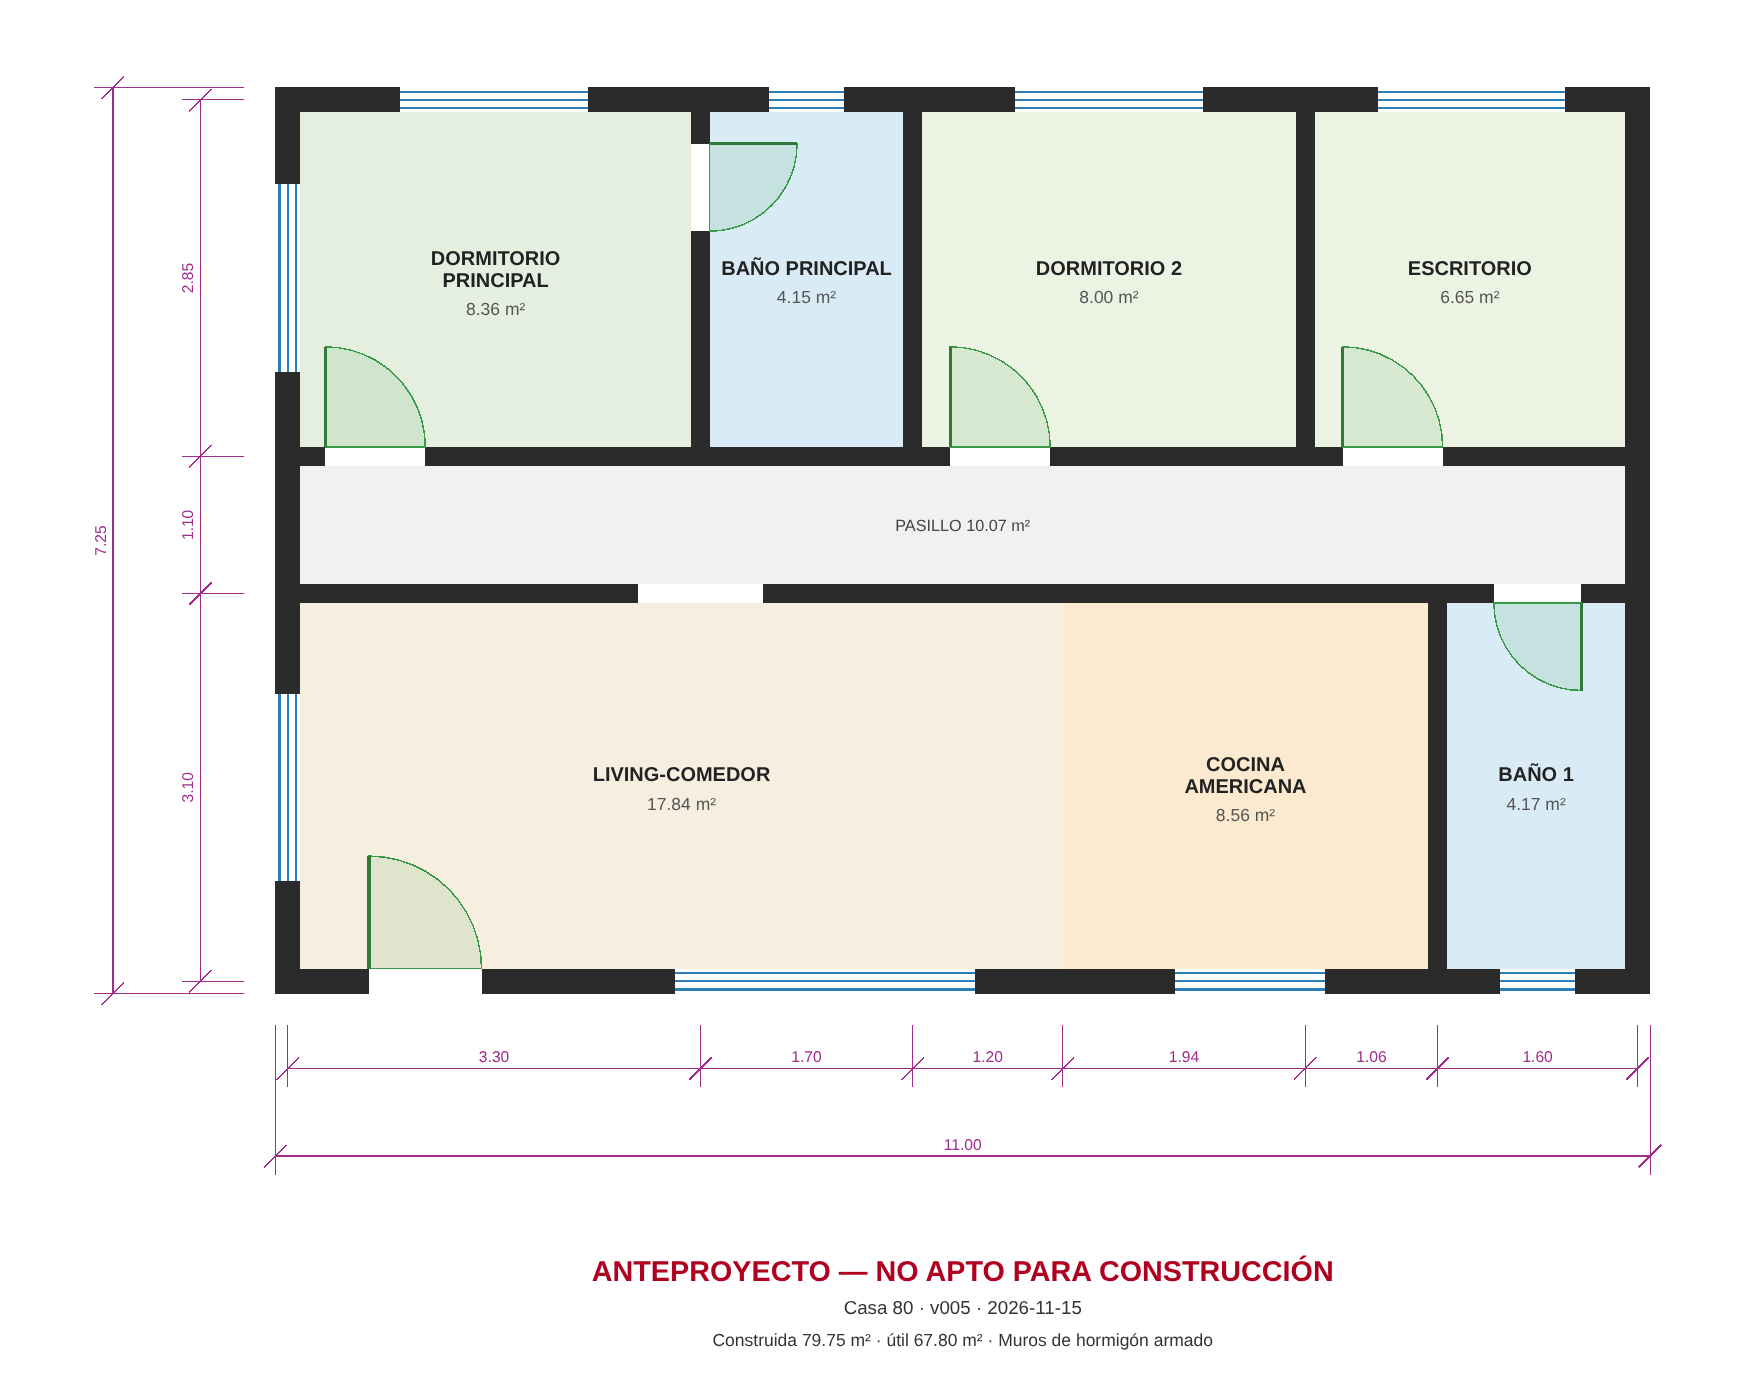 DORMITORIO
PRINCIPAL
8.36 m²
BAÑO PRINCIPAL
4.15 m²
DORMITORIO 2
8.00 m²
ESCRITORIO
6.65 m²
2.85
1.10
7.25
3.10
PASILLO 10.07 m²
LIVING-COMEDOR
17.84 m²
COCINA
AMERICANA
8.56 m²
BAÑO 1
4.17 m²
3.30
1.70
1.20
1.94
1.06
1.60
11.00
ANTEPROYECTO — NO APTO PARA CONSTRUCCIÓN
Casa 80 · v005 · 2026-11-15
Construida 79.75 m² · útil 67.80 m² · Muros de hormigón armado